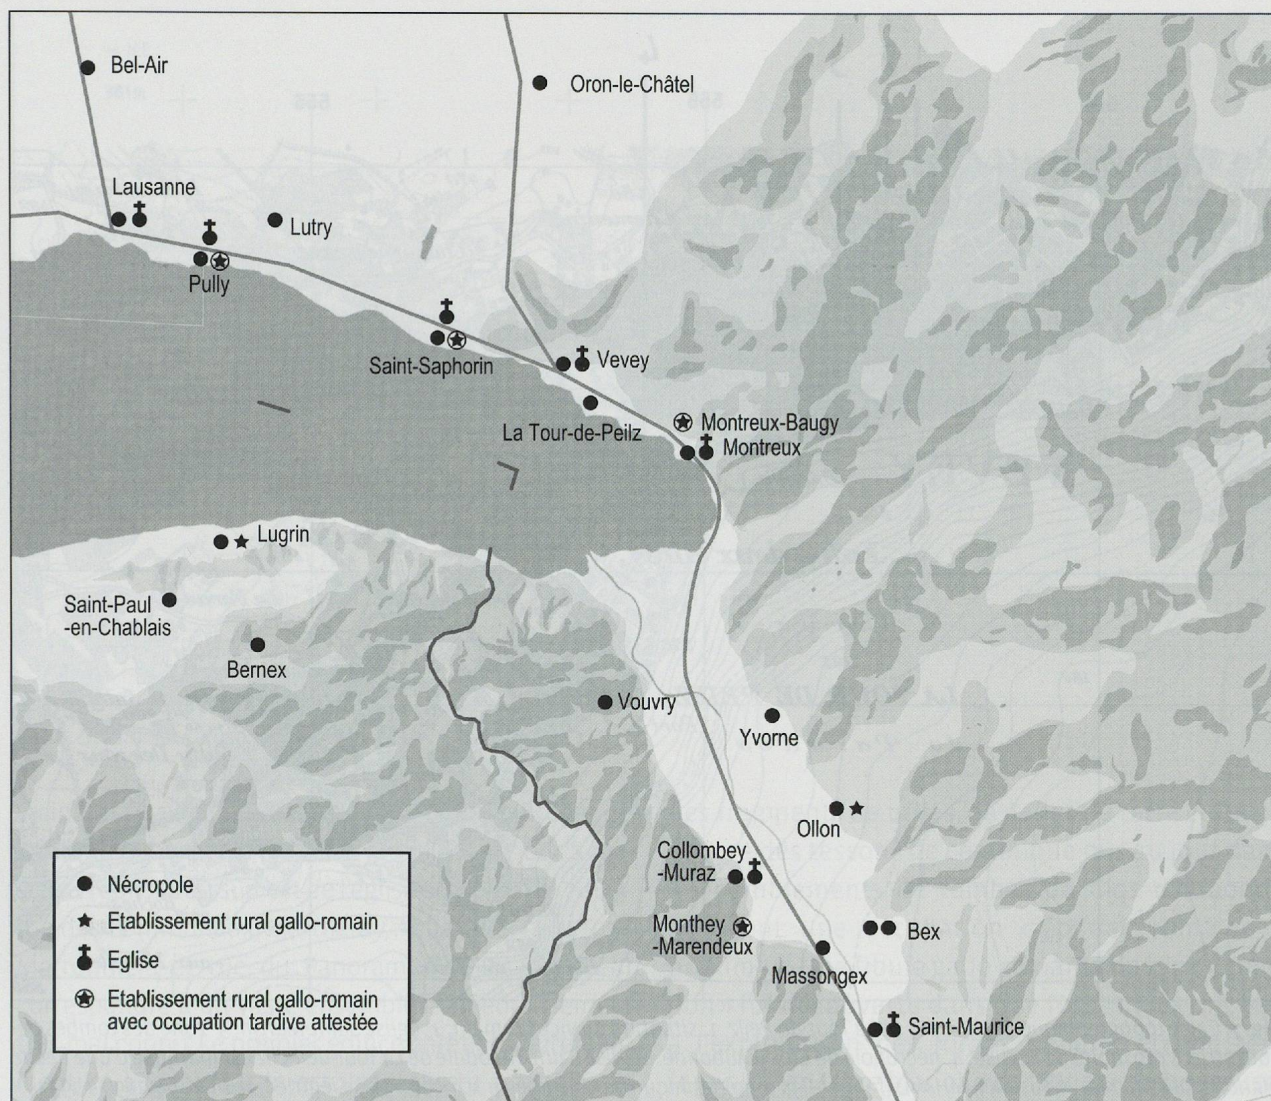 Bel-Air
Oron-le-Châtel
Lausanne
Lutry
Pully
Saint-Saphorin
Vevey
La Tour-de-Peilz
Montreux-Baugy
Montreux
Lugrin
Saint-Paul
-en-Chablais
Bernex
Vouvry
Yvorne
Ollon
Collombey
-Muraz
Monthey
-Marendeux
Bex
Massongex
Saint-Maurice
Nécropole
Etablissement rural gallo-romain
Eglise
Etablissement rural gallo-romain
avec occupation tardive attestée